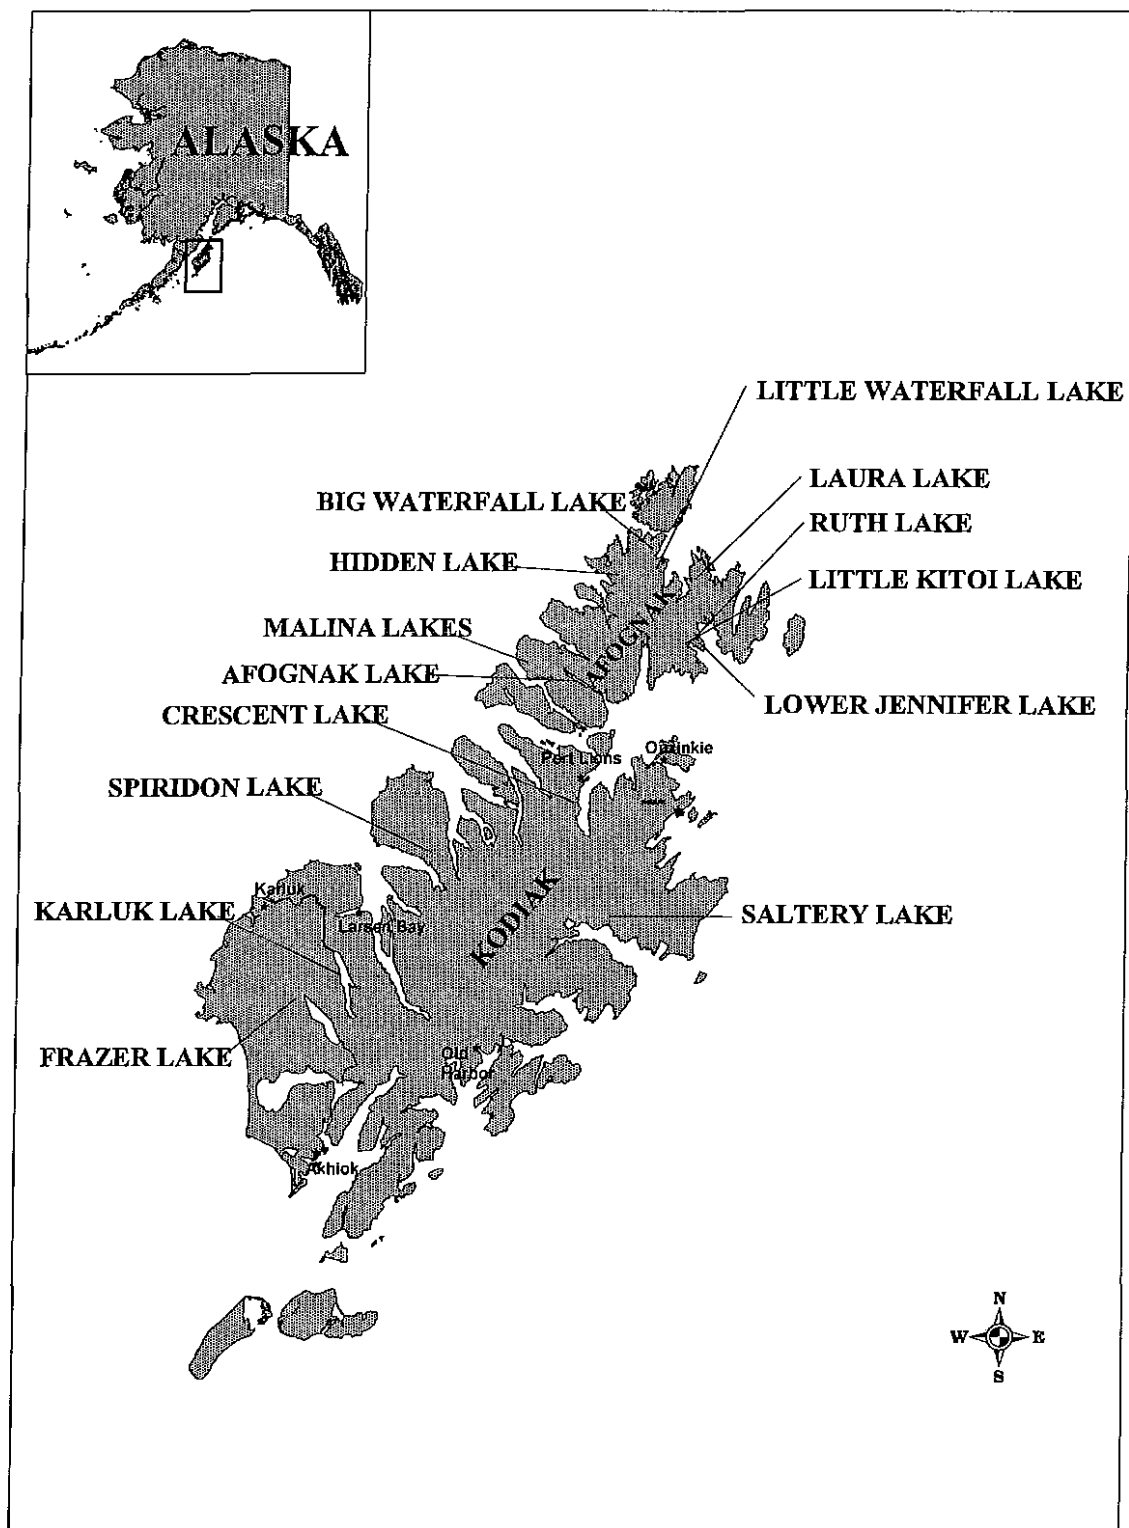 ALASKA
LITTLE WATERFALL LAKE
LAURA LAKE
BIG WATERFALL LAKE
RUTH LAKE
HIDDEN LAKE
LITTLE KITOI LAKE
MALINA LAKES
AFOGNAK
AFOGNAK LAKE
LOWER JENNIFER LAKE
CRESCENT LAKE
Ouzinkie
Port Lions
SPIRIDON LAKE
Karluk
KARLUK LAKE
Larsen Bay
KODIAK
SALTERY LAKE
FRAZER LAKE
Old
Harbor
Akhiok
N
W E
S